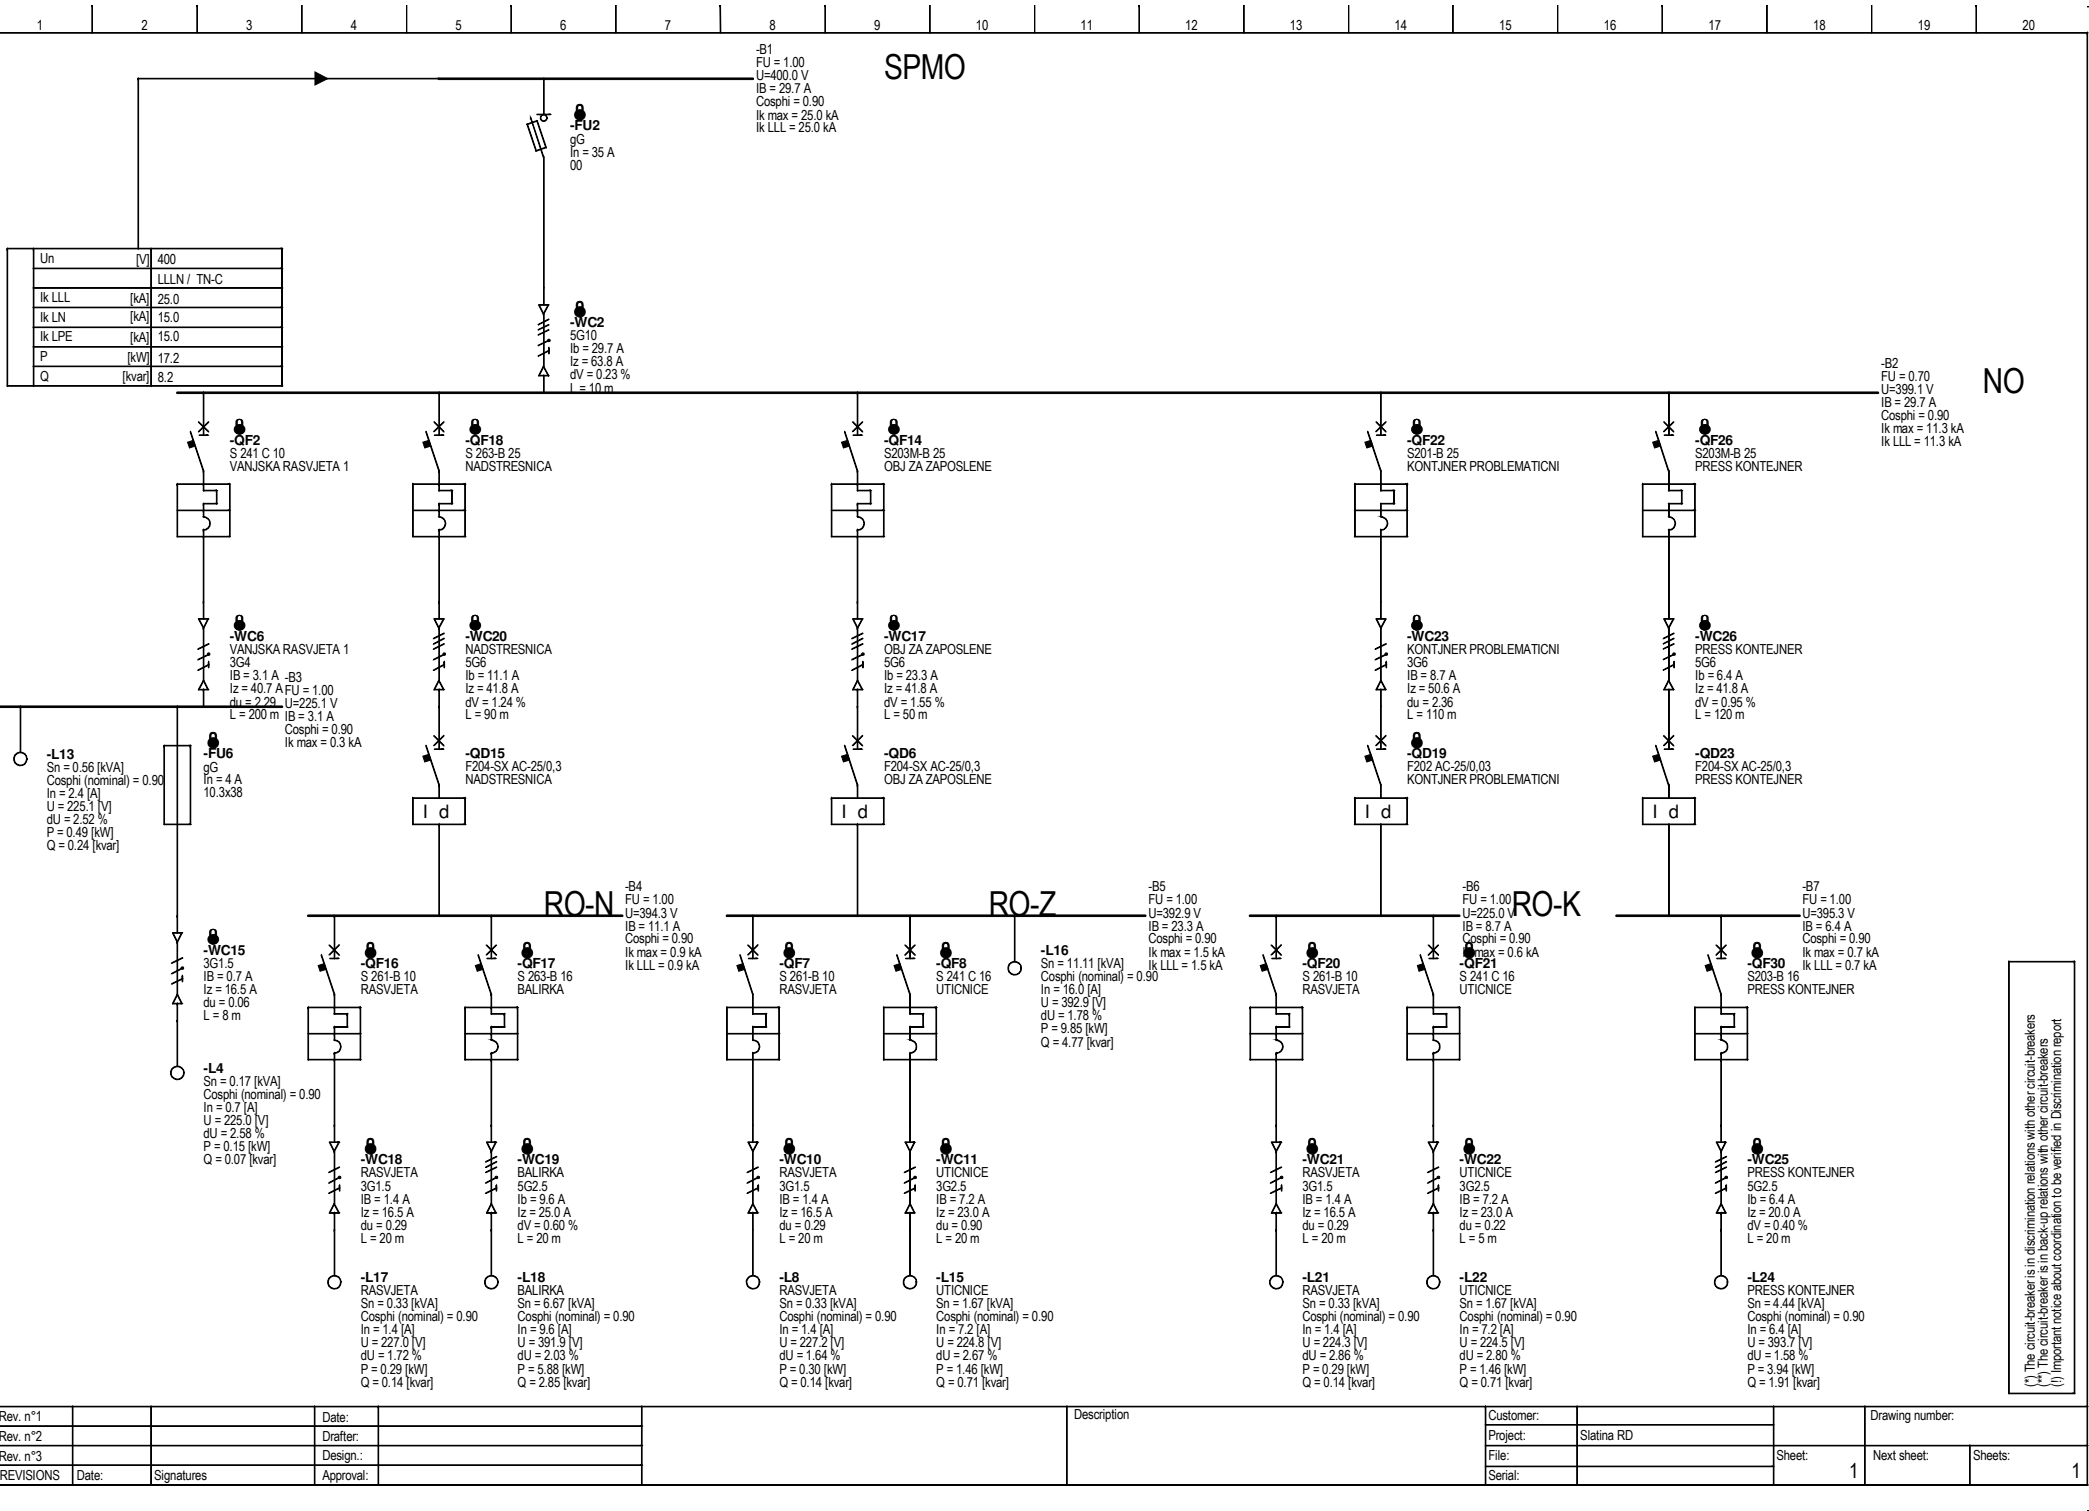 1 2 3 4 5 6 7 8 9 10 11 12 13 14 15 16 17 18 19 20
-B1
FU = 1.00
U=400.0 V
IB = 29.7 A
Cosphi = 0.90
Ik max = 25.0 kA
Ik LLL = 25.0 kA
SPMO
-FU2
gG
In = 35 A
00
Un [V] 400
LLLN / TN-C
Ik LLL [kA] 25.0
Ik LN [kA] 15.0
Ik LPE [kA] 15.0
P [kW] 17.2
Q [kvar] 8.2
-WC2
5G10
Ib = 29.7 A
Iz = 63.8 A
dV = 0.23 %
L = 10 m
-B2
FU = 0.70
U=399.1 V
IB = 29.7 A
Cosphi = 0.90
Ik max = 11.3 kA
Ik LLL = 11.3 kA
NO
-QF2
S 241 C 10
VANJSKA RASVJETA 1
-QF18
S 263-B 25
NADSTRESNICA
-QF14
S203M-B 25
OBJ ZA ZAPOSLENE
-QF22
S201-B 25
KONTJNER PROBLEMATICNI
-QF26
S203M-B 25
PRESS KONTEJNER
-WC6
VANJSKA RASVJETA 1
3G4
IB = 3.1 A
Iz = 40.7 A
du = 2.29
L = 200 m
-B3
FU = 1.00
U=225.1 V
IB = 3.1 A
Cosphi = 0.90
Ik max = 0.3 kA
-WC20
NADSTRESNICA
5G6
Ib = 11.1 A
Iz = 41.8 A
dV = 1.24 %
L = 90 m
-WC17
OBJ ZA ZAPOSLENE
5G6
Ib = 23.3 A
Iz = 41.8 A
dV = 1.55 %
L = 50 m
-WC23
KONTJNER PROBLEMATICNI
3G6
IB = 8.7 A
Iz = 50.6 A
du = 2.36
L = 110 m
-WC26
PRESS KONTEJNER
5G6
Ib = 6.4 A
Iz = 41.8 A
dV = 0.95 %
L = 120 m
-L13
Sn = 0.56 [kVA]
Cosphi (nominal) = 0.90
In = 2.4 [A]
U = 225.1 [V]
dU = 2.52 %
P = 0.49 [kW]
Q = 0.24 [kvar]
-FU6
gG
In = 4 A
10.3x38
-QD15
F204-SX AC-25/0,3
NADSTRESNICA
I d
-QD6
F204-SX AC-25/0,3
OBJ ZA ZAPOSLENE
I d
-QD19
F202 AC-25/0,03
KONTJNER PROBLEMATICNI
I d
-QD23
F204-SX AC-25/0,3
PRESS KONTEJNER
I d
RO-N
-B4
FU = 1.00
U=394.3 V
IB = 11.1 A
Cosphi = 0.90
Ik max = 0.9 kA
Ik LLL = 0.9 kA
RO-Z
-B5
FU = 1.00
U=392.9 V
IB = 23.3 A
Cosphi = 0.90
Ik max = 1.5 kA
Ik LLL = 1.5 kA
-B6
FU = 1.00
U=225.0 V
IB = 8.7 A
Cosphi = 0.90
Ik max = 0.6 kA
RO-K
-B7
FU = 1.00
U=395.3 V
IB = 6.4 A
Cosphi = 0.90
Ik max = 0.7 kA
Ik LLL = 0.7 kA
-WC15
3G1.5
IB = 0.7 A
Iz = 16.5 A
du = 0.06
L = 8 m
-QF16
S 261-B 10
RASVJETA
-QF17
S 263-B 16
BALIRKA
-QF7
S 261-B 10
RASVJETA
-QF8
S 241 C 16
UTICNICE
-L16
Sn = 11.11 [kVA]
Cosphi (nominal) = 0.90
In = 16.0 [A]
U = 392.9 [V]
dU = 1.78 %
P = 9.85 [kW]
Q = 4.77 [kvar]
-QF20
S 261-B 10
RASVJETA
-QF21
S 241 C 16
UTICNICE
-QF30
S203-B 16
PRESS KONTEJNER
-L4
Sn = 0.17 [kVA]
Cosphi (nominal) = 0.90
In = 0.7 [A]
U = 225.0 [V]
dU = 2.58 %
P = 0.15 [kW]
Q = 0.07 [kvar]
-WC18
RASVJETA
3G1.5
IB = 1.4 A
Iz = 16.5 A
du = 0.29
L = 20 m
-WC19
BALIRKA
5G2.5
Ib = 9.6 A
Iz = 25.0 A
dV = 0.60 %
L = 20 m
-WC10
RASVJETA
3G1.5
IB = 1.4 A
Iz = 16.5 A
du = 0.29
L = 20 m
-WC11
UTICNICE
3G2.5
IB = 7.2 A
Iz = 23.0 A
du = 0.90
L = 20 m
-WC21
RASVJETA
3G1.5
IB = 1.4 A
Iz = 16.5 A
du = 0.29
L = 20 m
-WC22
UTICNICE
3G2.5
IB = 7.2 A
Iz = 23.0 A
du = 0.22
L = 5 m
-WC25
PRESS KONTEJNER
5G2.5
Ib = 6.4 A
Iz = 20.0 A
dV = 0.40 %
L = 20 m
-L17
RASVJETA
Sn = 0.33 [kVA]
Cosphi (nominal) = 0.90
In = 1.4 [A]
U = 227.0 [V]
dU = 1.72 %
P = 0.29 [kW]
Q = 0.14 [kvar]
-L18
BALIRKA
Sn = 6.67 [kVA]
Cosphi (nominal) = 0.90
In = 9.6 [A]
U = 391.9 [V]
dU = 2.03 %
P = 5.88 [kW]
Q = 2.85 [kvar]
-L8
RASVJETA
Sn = 0.33 [kVA]
Cosphi (nominal) = 0.90
In = 1.4 [A]
U = 227.2 [V]
dU = 1.64 %
P = 0.30 [kW]
Q = 0.14 [kvar]
-L15
UTICNICE
Sn = 1.67 [kVA]
Cosphi (nominal) = 0.90
In = 7.2 [A]
U = 224.8 [V]
dU = 2.67 %
P = 1.46 [kW]
Q = 0.71 [kvar]
-L21
RASVJETA
Sn = 0.33 [kVA]
Cosphi (nominal) = 0.90
In = 1.4 [A]
U = 224.3 [V]
dU = 2.86 %
P = 0.29 [kW]
Q = 0.14 [kvar]
-L22
UTICNICE
Sn = 1.67 [kVA]
Cosphi (nominal) = 0.90
In = 7.2 [A]
U = 224.5 [V]
dU = 2.80 %
P = 1.46 [kW]
Q = 0.71 [kvar]
-L24
PRESS KONTEJNER
Sn = 4.44 [kVA]
Cosphi (nominal) = 0.90
In = 6.4 [A]
U = 393.7 [V]
dU = 1.58 %
P = 3.94 [kW]
Q = 1.91 [kvar]
(*) The circuit-breaker is in discrimination relations with other circuit-breakers
(**) The circuit-breaker is in back-up relations with other circuit-breakers
(!) Important notice about coordination to be verified in Discrimination report
Rev. n°1
Rev. n°2
Rev. n°3
REVISIONS Date: Signatures
Date:
Drafter:
Design.:
Approval:
Description
Customer:
Project: Slatina RD
File:
Serial:
Drawing number:
Sheet: 1
Next sheet:
Sheets: 1